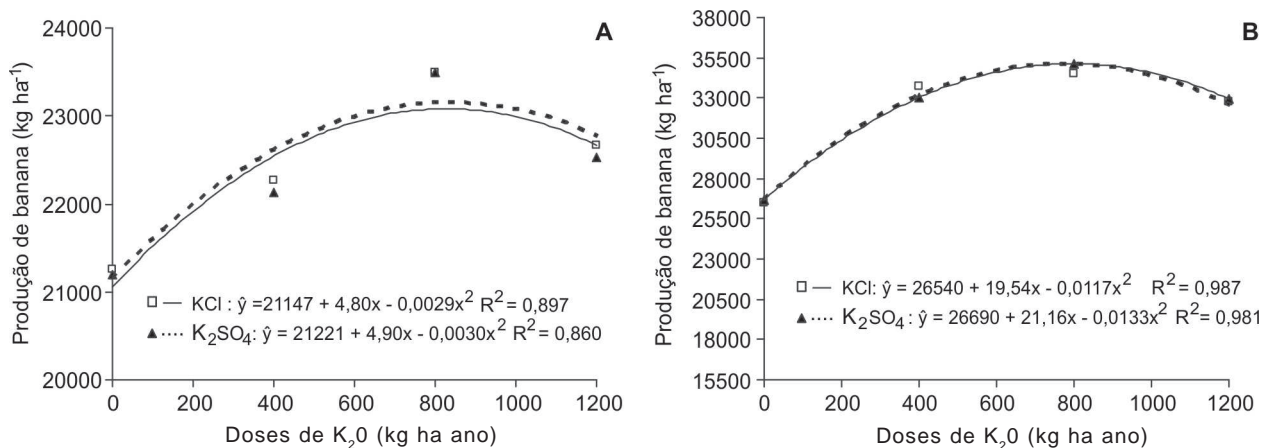 A
Produção de banana (kg ha-1)
24000
23000
22000
21000
20000
KCl : ŷ =21147 + 4,80x – 0,0029x² R² = 0,897
K₂SO₄: ŷ = 21221 + 4,90x – 0,0030x² R² = 0,860
0 200 400 600 800 1000 1200
Doses de K₂0 (kg ha ano)
B
Produção de banana (kg ha⁻¹)
38000
35500
33000
30500
28000
25500
23000
20500
18000
15500
KCl: ŷ = 26540 + 19,54x – 0,0117x² R² = 0,987
K₂SO₄ : ŷ = 26690 + 21,16x – 0,0133x² R² = 0,981
0 200 400 600 800 1000 1200
Doses de K₂0 (kg ha ano)